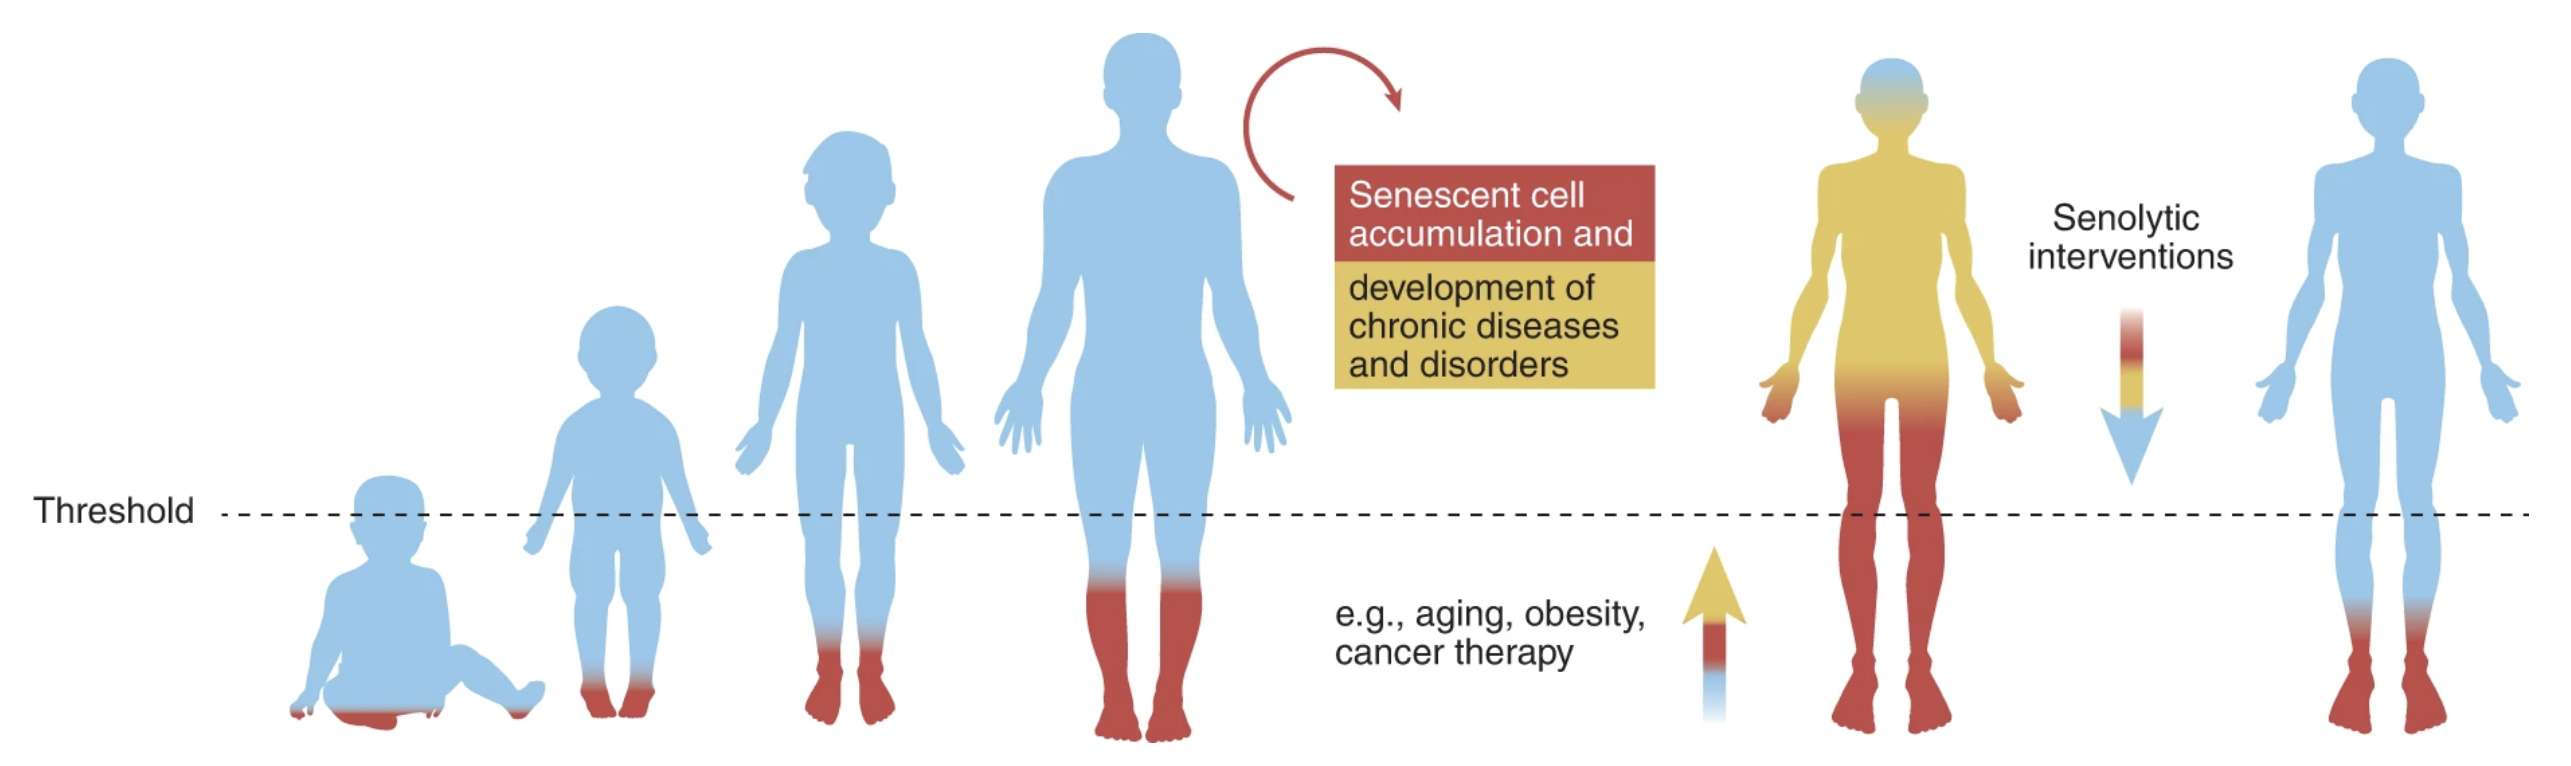 Threshold
Senescent cell
accumulation and
development of
chronic diseases
and disorders
e.g., aging, obesity,
cancer therapy
Senolytic
interventions